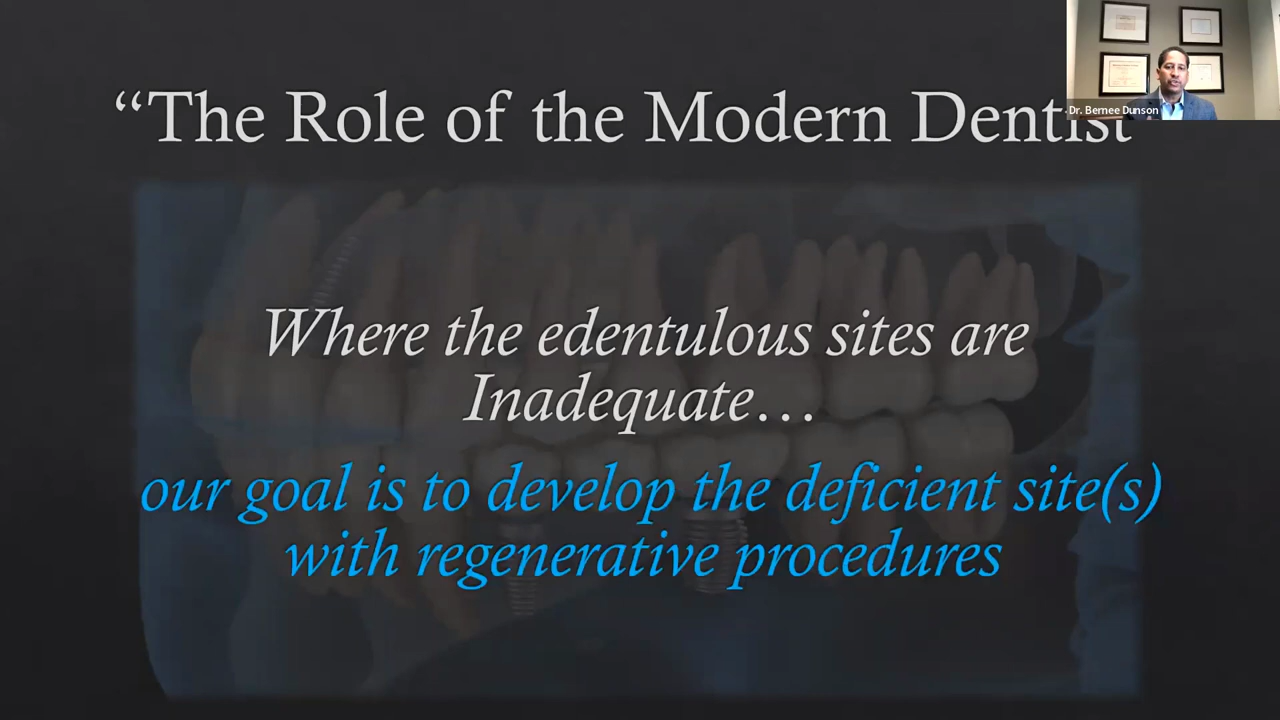 “The Role of the Modern Dentist
Dr. Bernee Dunson
Where the edentulous sites are
Inadequate…
our goal is to develop the deficient site(s)
with regenerative procedures